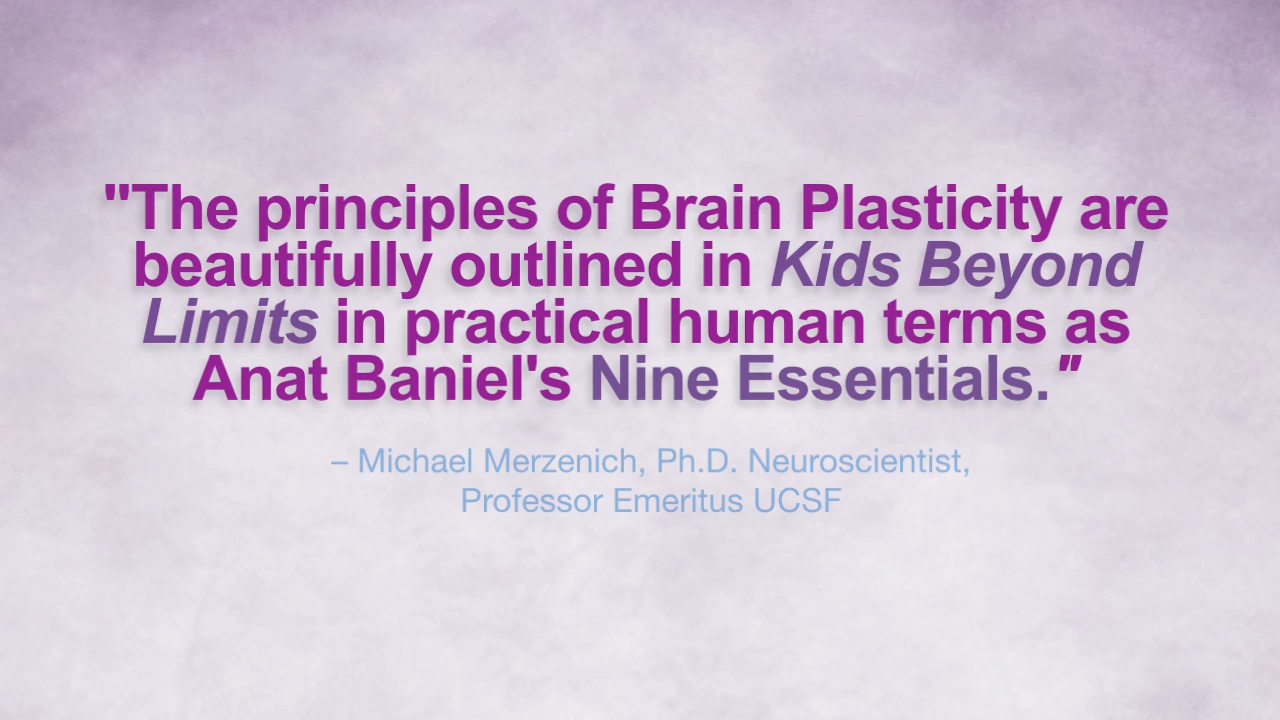 "The principles of Brain Plasticity are
beautifully outlined in Kids Beyond
Limits in practical human terms as
Anat Baniel's Nine Essentials."
– Michael Merzenich, Ph.D. Neuroscientist,
Professor Emeritus UCSF